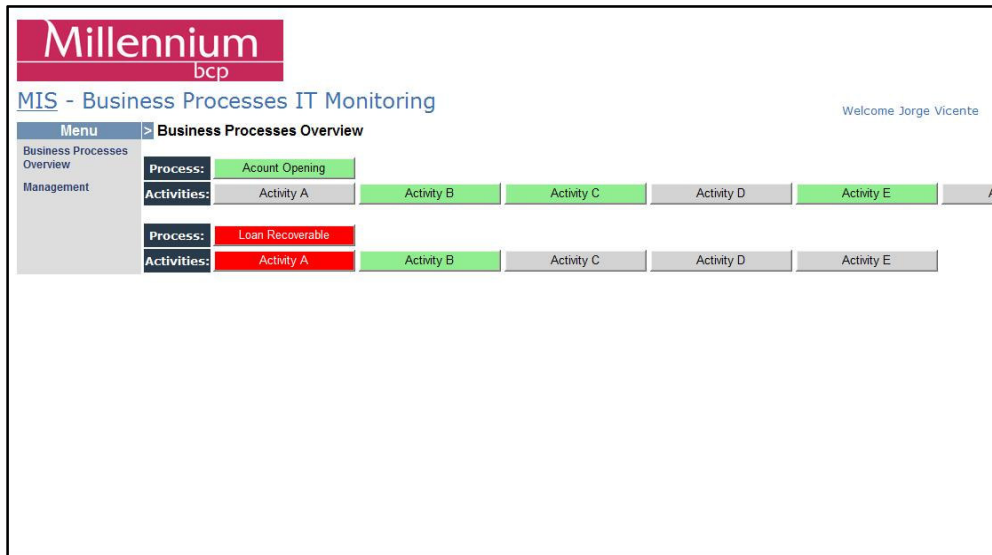 Millennium
bcp
MIS - Business Processes IT Monitoring
Welcome Jorge Vicente
Menu
> Business Processes Overview
Business Processes
Overview
Management
Process: Acount Opening
Activities: Activity A Activity B Activity C Activity D Activity E
Process: Loan Recoverable
Activities: Activity A Activity B Activity C Activity D Activity E